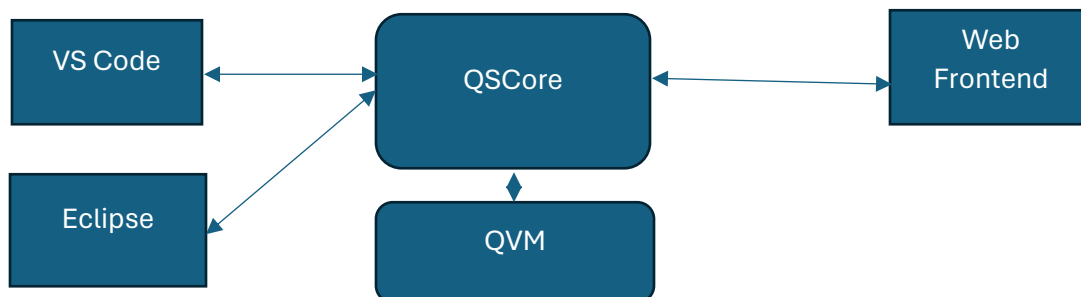 VS Code
QSCore
Web
Frontend
Eclipse
QVM